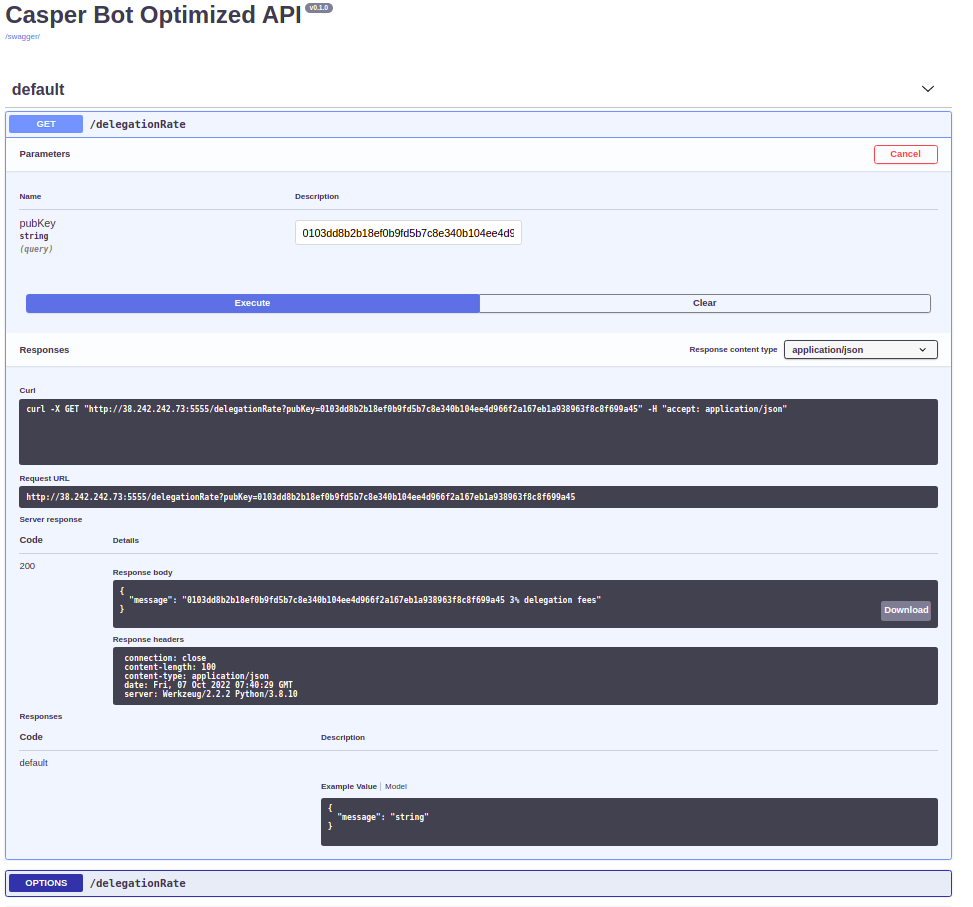 Casper Bot Optimized API v0.1.0
/swagger/
default
GET /delegationRate
Parameters Cancel
Name Description
pubKey
string
(query)
0103dd8b2b18ef0b9fd5b7c8e340b104ee4d9
Execute Clear
Responses Response content type application/json
Curl
curl -X GET "http://38.242.242.73:5555/delegationRate?pubKey=0103dd8b2b18ef0b9fd5b7c8e340b104ee4d966f2a167eb1a938963f8c8f699a45" -H "accept: application/json"
Request URL
http://38.242.242.73:5555/delegationRate?pubKey=0103dd8b2b18ef0b9fd5b7c8e340b104ee4d966f2a167eb1a938963f8c8f699a45
Server response
Code Details
200
Response body
{
"message": "0103dd8b2b18ef0b9fd5b7c8e340b104ee4d966f2a167eb1a938963f8c8f699a45 3% delegation fees"
}
Download
Response headers
connection: close
content-length: 100
content-type: application/json
date: Fri, 07 Oct 2022 07:40:29 GMT
server: Werkzeug/2.2.2 Python/3.8.10
Responses
Code Description
default
Example Value Model
{
"message": "string"
}
OPTIONS /delegationRate